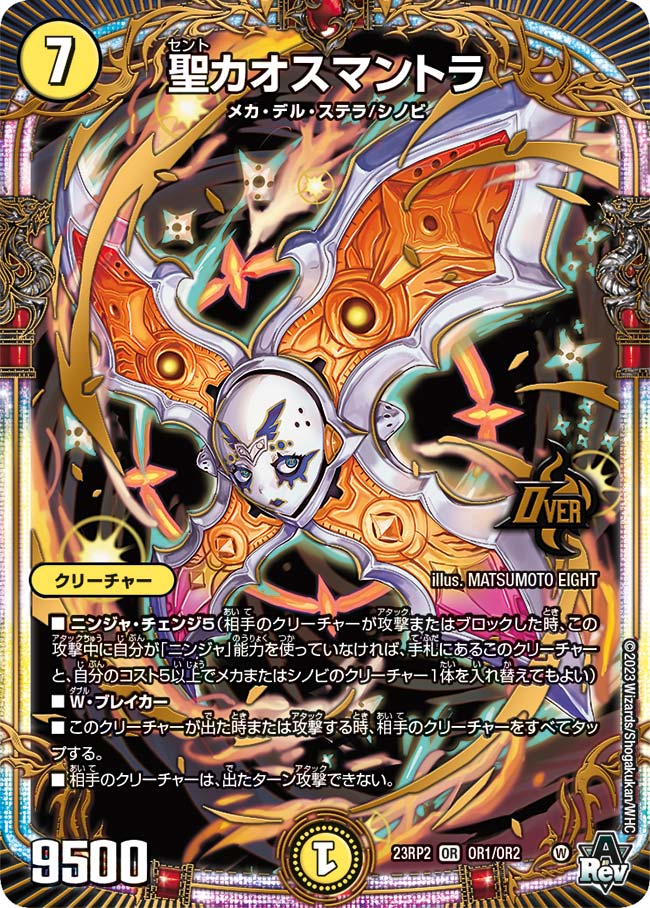 7
セント
聖カオスマントラ
メカ・デル・ステラ/シノビ
OVER
クリーチャー
illus. MATSUMOTO EIGHT
■ ニンジャ・チェンジ5(相手のクリーチャーが攻撃またはブロックした時、この
攻撃中に自分が「ニンジャ」能力を使っていなければ、手札にあるこのクリーチャー
と、自分のコスト5以上でメカまたはシノビのクリーチャー1体を入れ替えてもよい)
■ W・ブレイカー
■ このクリーチャーが出た時または攻撃する時、相手のクリーチャーをすべてタッ
プする。
■ 相手のクリーチャーは、出たターン攻撃できない。
©2023 Wizards/Shogakukan/WHC
9500
1
23RP2 OR OR1/OR2 W
A Rev